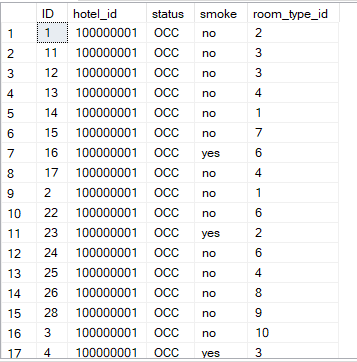 ID hotel_id status smoke room_type_id
1 1 100000001 OCC no 2
2 11 100000001 OCC no 3
3 12 100000001 OCC no 3
4 13 100000001 OCC no 4
5 14 100000001 OCC no 1
6 15 100000001 OCC no 7
7 16 100000001 OCC yes 6
8 17 100000001 OCC no 4
9 2 100000001 OCC no 1
10 22 100000001 OCC no 6
11 23 100000001 OCC yes 2
12 24 100000001 OCC no 6
13 25 100000001 OCC no 4
14 26 100000001 OCC no 8
15 28 100000001 OCC no 9
16 3 100000001 OCC no 10
17 4 100000001 OCC yes 3